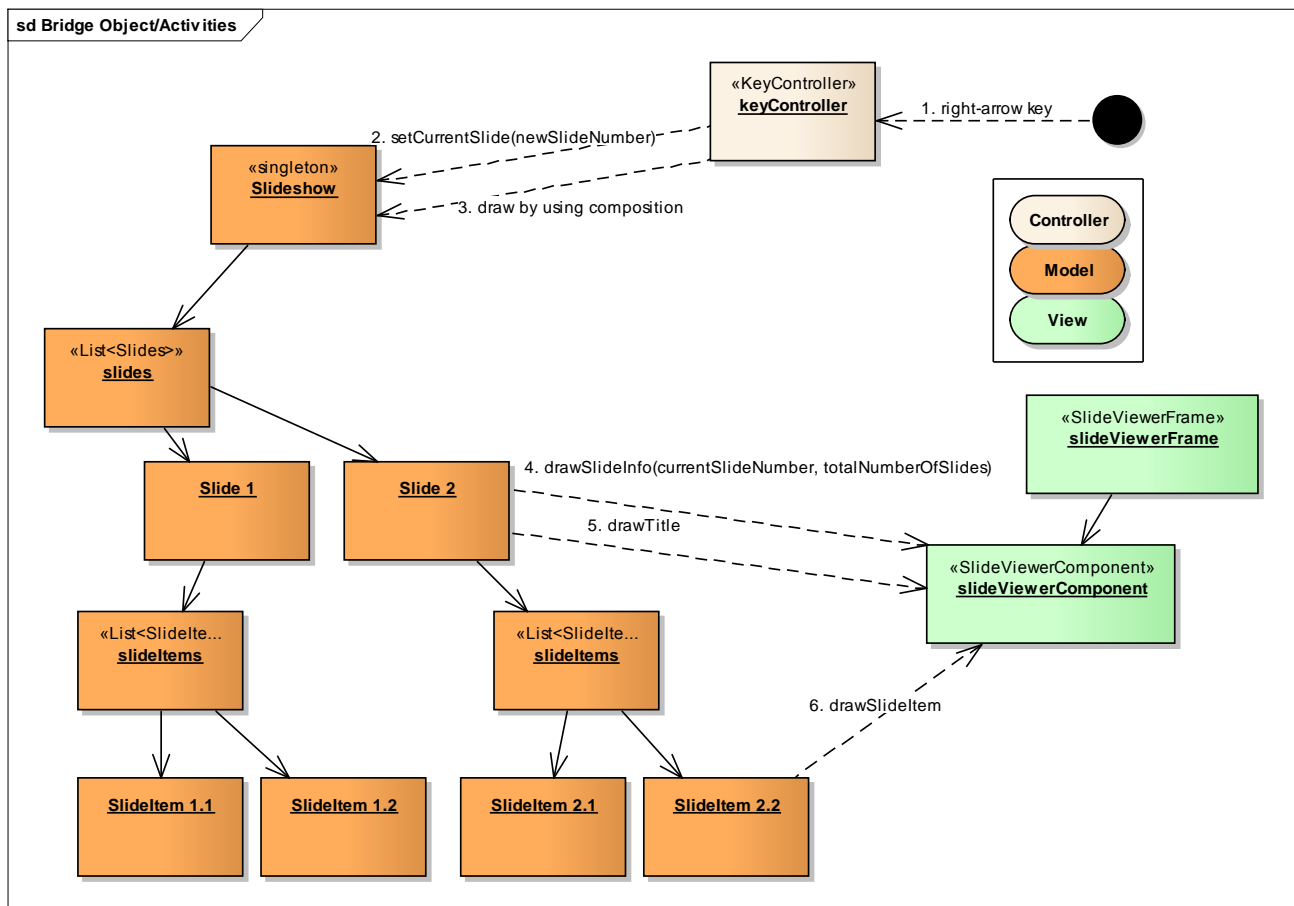 sd Bridge Object/Activities
«KeyController»
keyController
1. right-arrow key
2. setCurrentSlide(newSlideNumber)
«singleton»
Slideshow
3. draw by using composition
Controller
Model
View
«List<Slides>»
slides
«SlideViewerFrame»
slideViewerFrame
4. drawSlideInfo(currentSlideNumber, totalNumberOfSlides)
Slide 1
Slide 2
5. drawTitle
«SlideViewerComponent»
slideViewerComponent
«List<SlideIte...
slideItems
«List<SlideIte...
slideItems
6. drawSlideItem
SlideItem 1.1
SlideItem 1.2
SlideItem 2.1
SlideItem 2.2